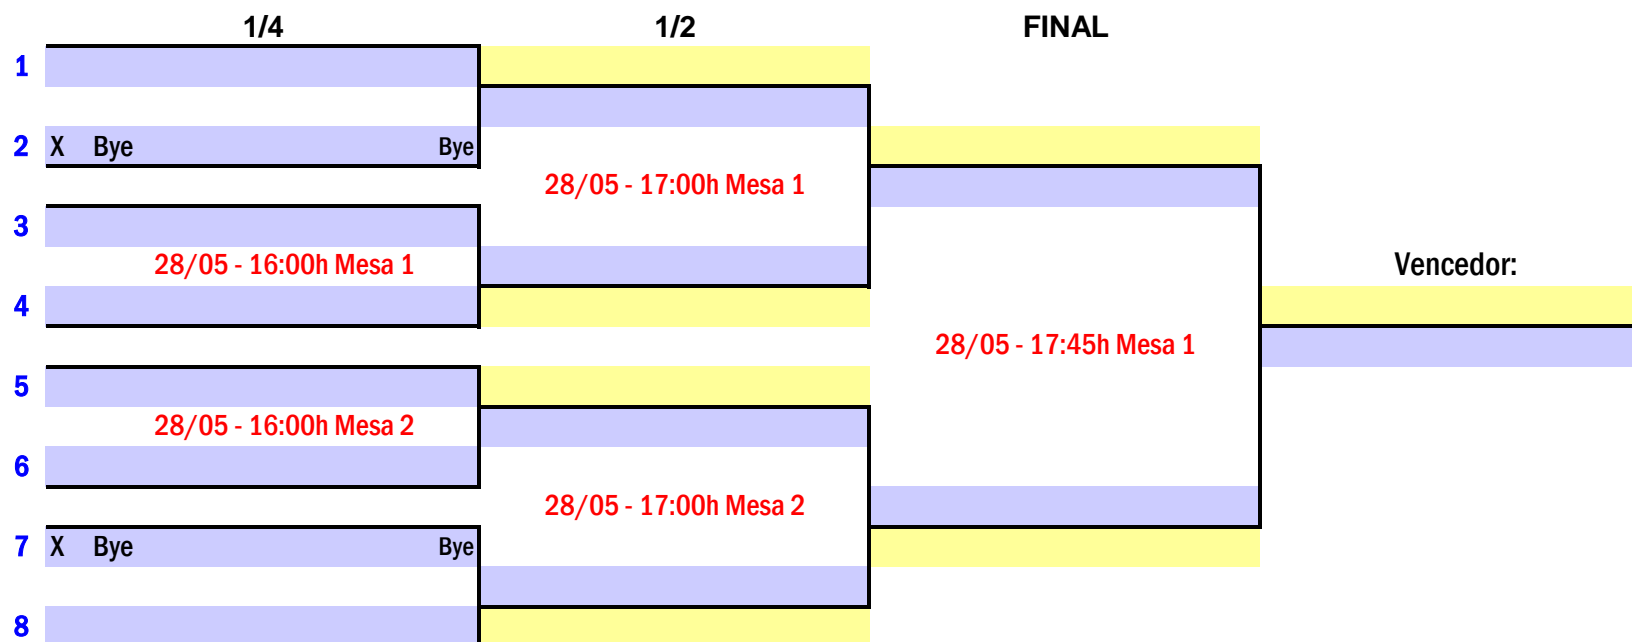 1/4 1/2 FINAL
1
2 X Bye Bye
28/05 - 17:00h Mesa 1
3
28/05 - 16:00h Mesa 1
Vencedor:
4
28/05 - 17:45h Mesa 1
5
28/05 - 16:00h Mesa 2
6
28/05 - 17:00h Mesa 2
7 X Bye Bye
8